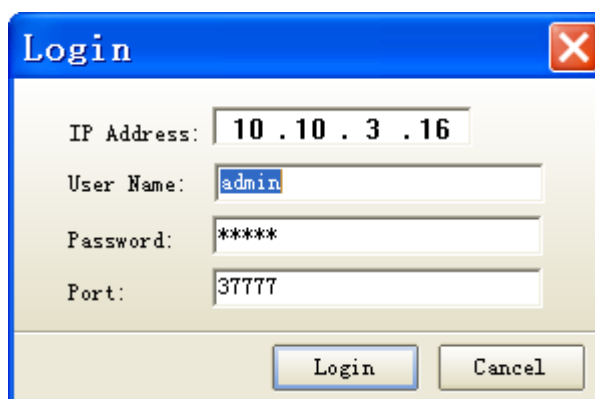 Login
IP Address: 10 . 10 . 3 . 16
User Name: admin
Password: *****
Port: 37777
Login Cancel